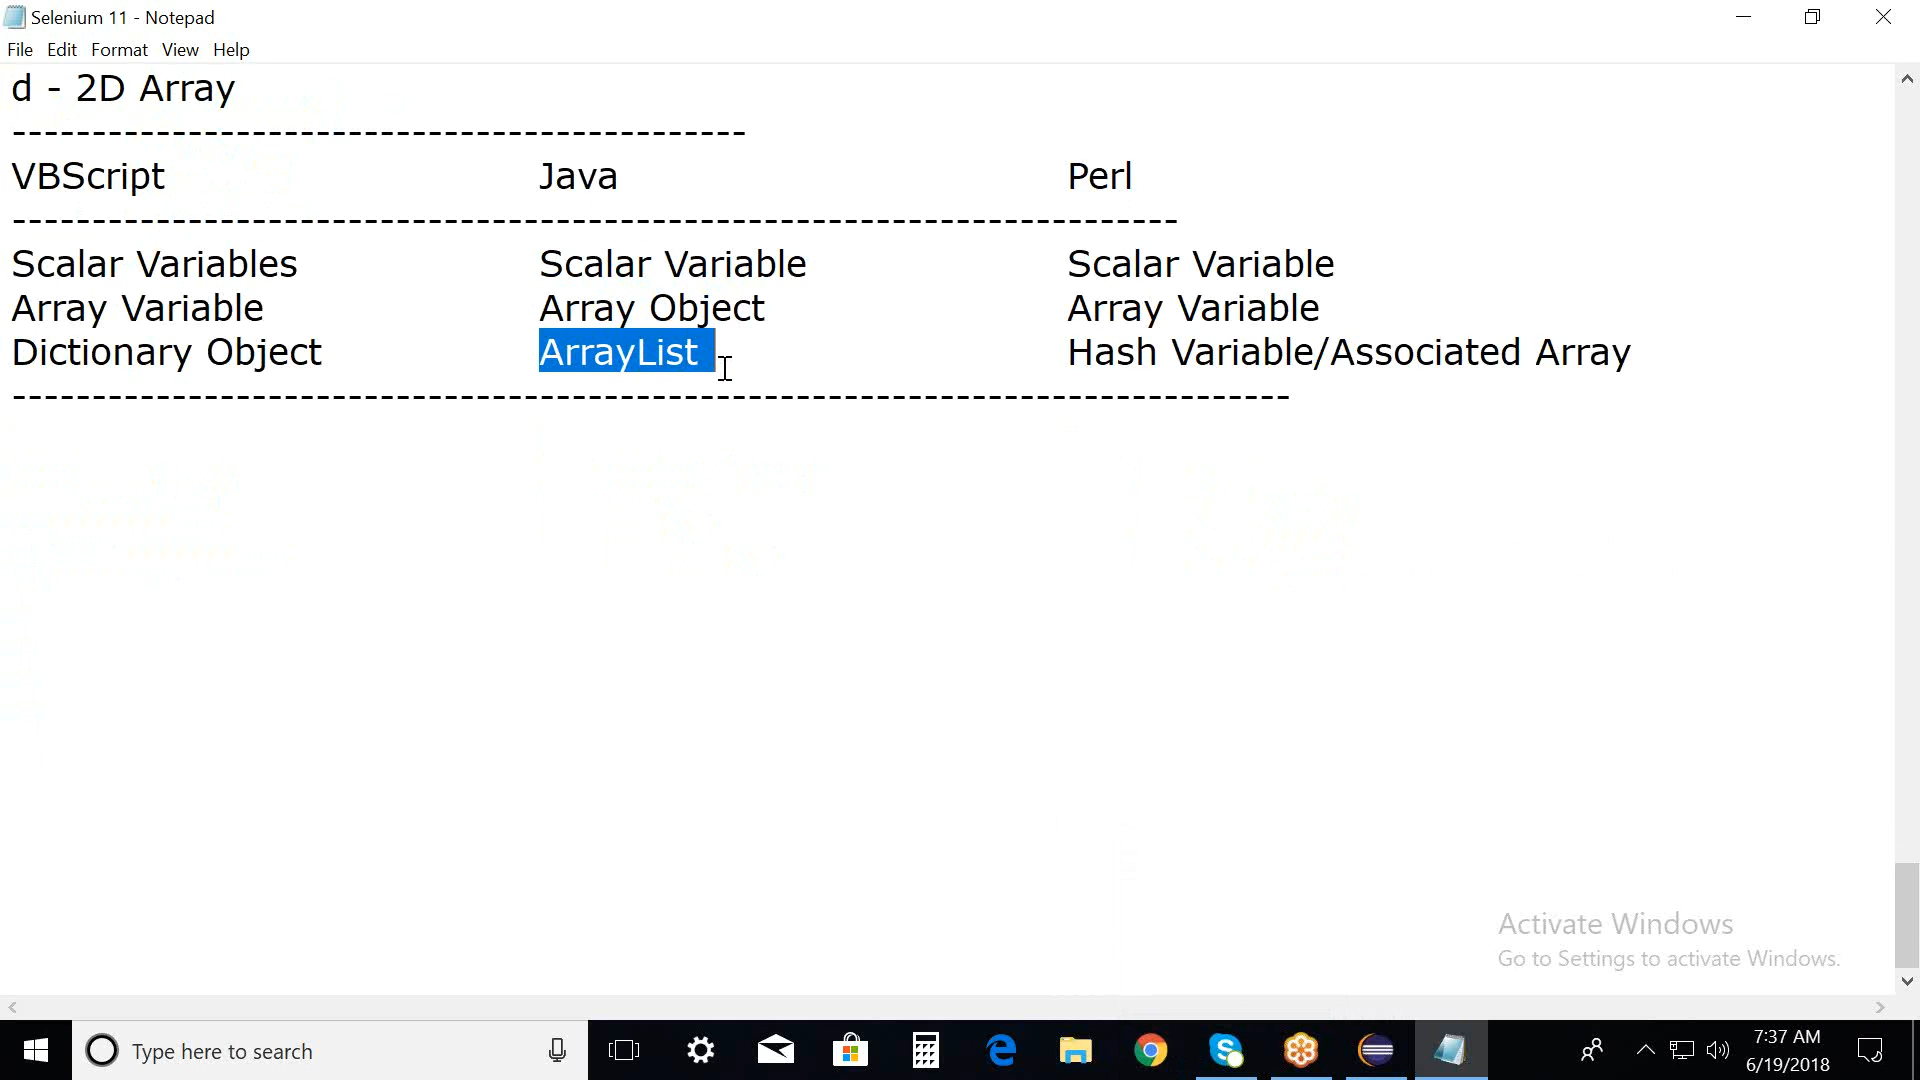 Selenium 11 - Notepad
File Edit Format View Help
d - 2D Array
----------------------------------------------
VBScript Java Perl
-------------------------------------------------------------------------
Scalar Variables Scalar Variable Scalar Variable
Array Variable Array Object Array Variable
Dictionary Object ArrayList Hash Variable/Associated Array
--------------------------------------------------------------------------------
Activate Windows
Go to Settings to activate Windows.
Type here to search
7:37 AM
6/19/2018